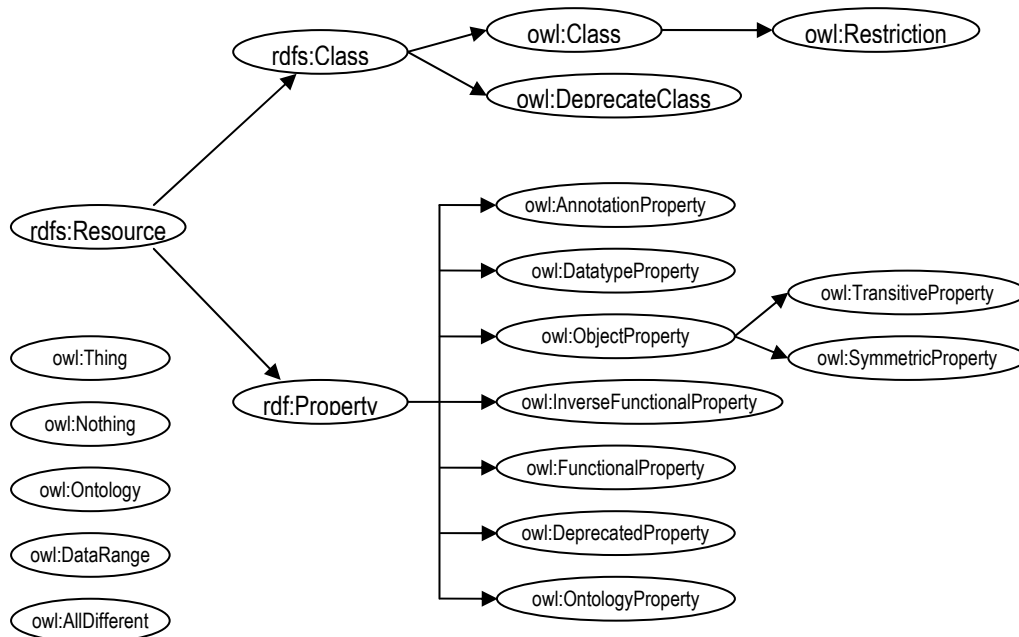 owl:Class
owl:Restriction
rdfs:Class
owl:DeprecateClass
owl:AnnotationProperty
rdfs:Resource
owl:DatatypeProperty
owl:TransitiveProperty
owl:ObjectProperty
owl:Thing
owl:SymmetricProperty
rdf:Property
owl:InverseFunctionalProperty
owl:Nothing
owl:FunctionalProperty
owl:Ontology
owl:DeprecatedProperty
owl:DataRange
owl:OntologyProperty
owl:AllDifferent